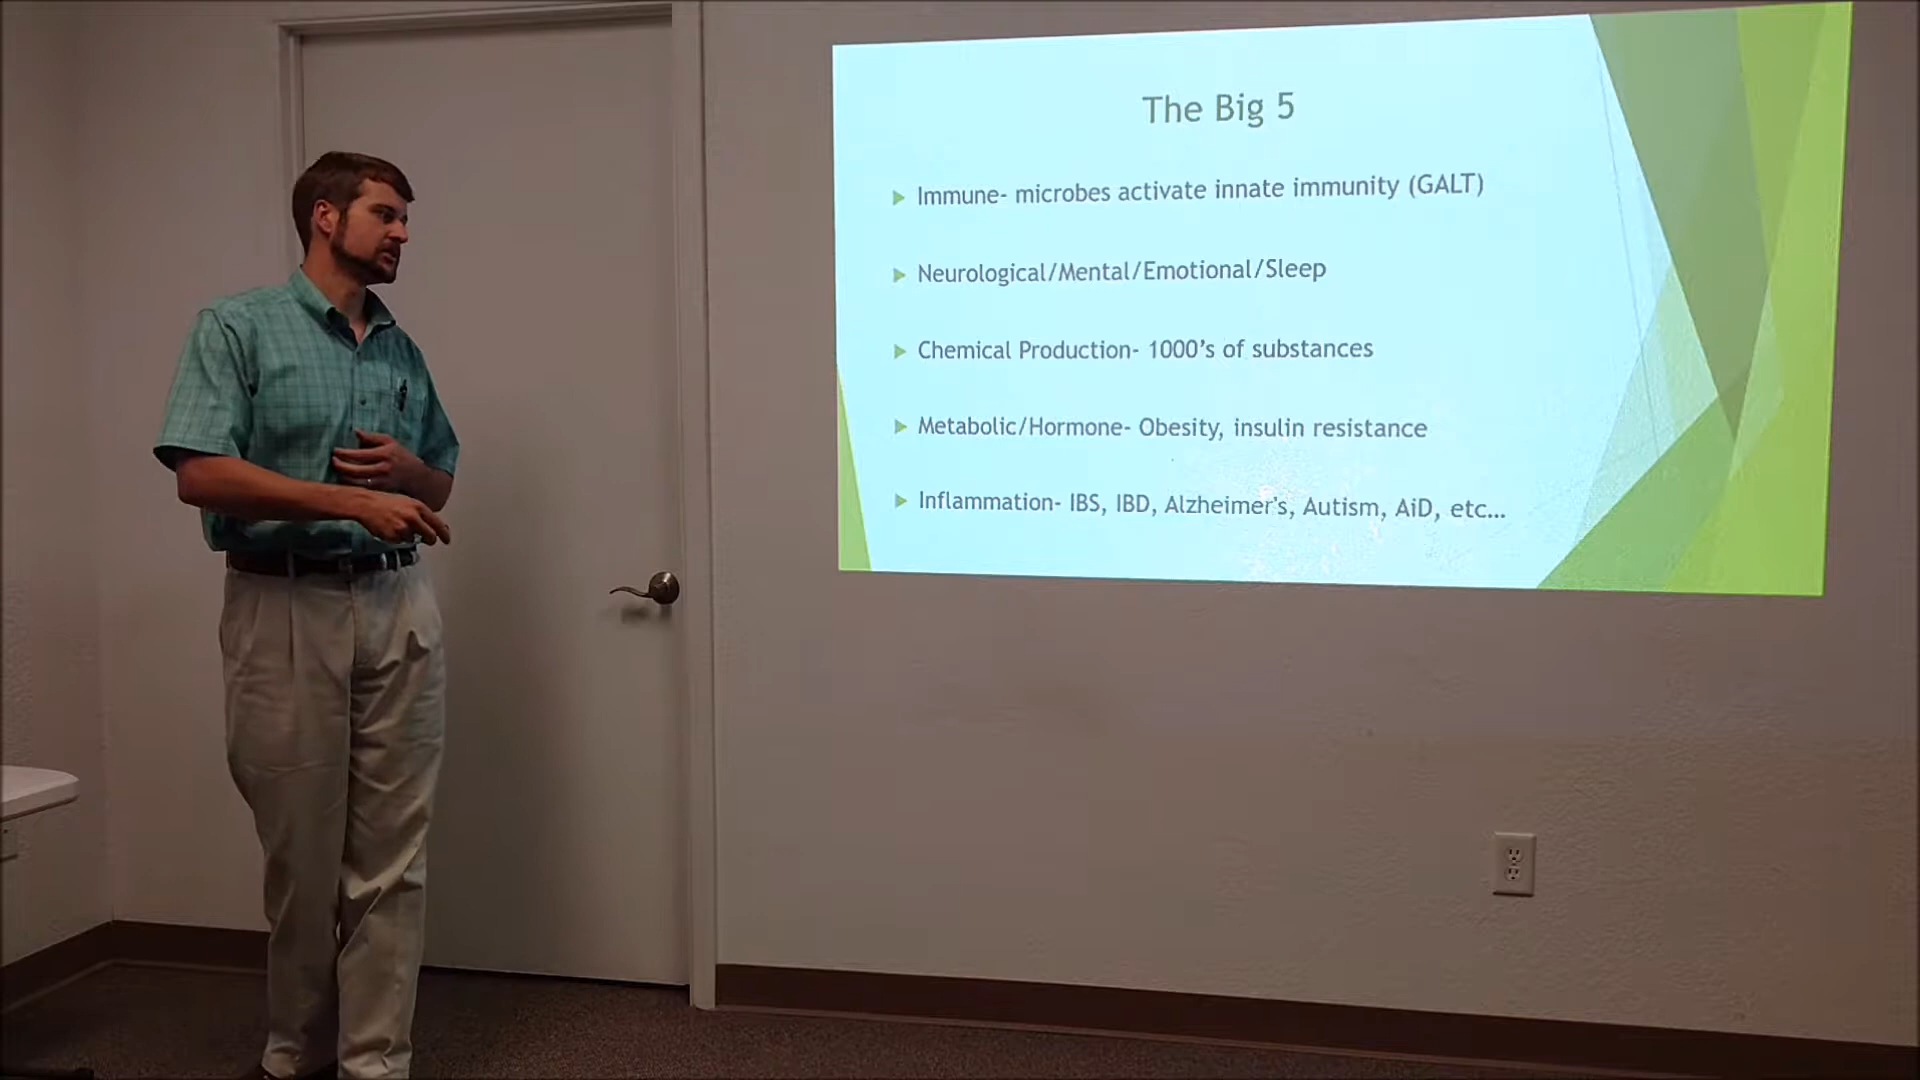 The Big 5
Immune- microbes activate innate immunity (GALT)
Neurological/Mental/Emotional/Sleep
Chemical Production- 1000’s of substances
Metabolic/Hormone- Obesity, insulin resistance
Inflammation- IBS, IBD, Alzheimer's, Autism, AiD, etc…